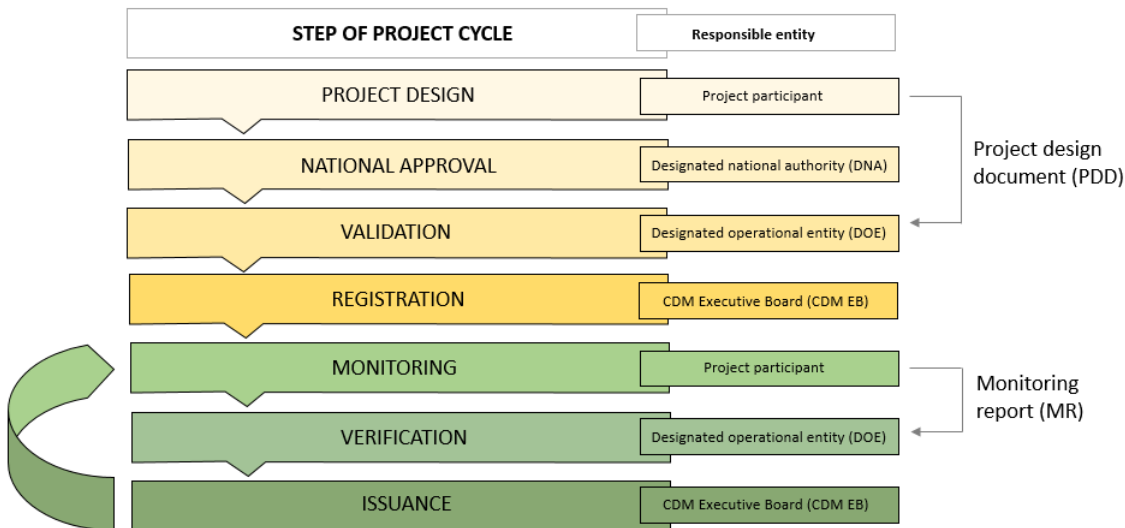 STEP OF PROJECT CYCLE
Responsible entity
PROJECT DESIGN
Project participant
NATIONAL APPROVAL
Designated national authority (DNA)
VALIDATION
Designated operational entity (DOE)
REGISTRATION
CDM Executive Board (CDM EB)
MONITORING
Project participant
VERIFICATION
Designated operational entity (DOE)
ISSUANCE
CDM Executive Board (CDM EB)
Project design
document (PDD)
Monitoring
report (MR)